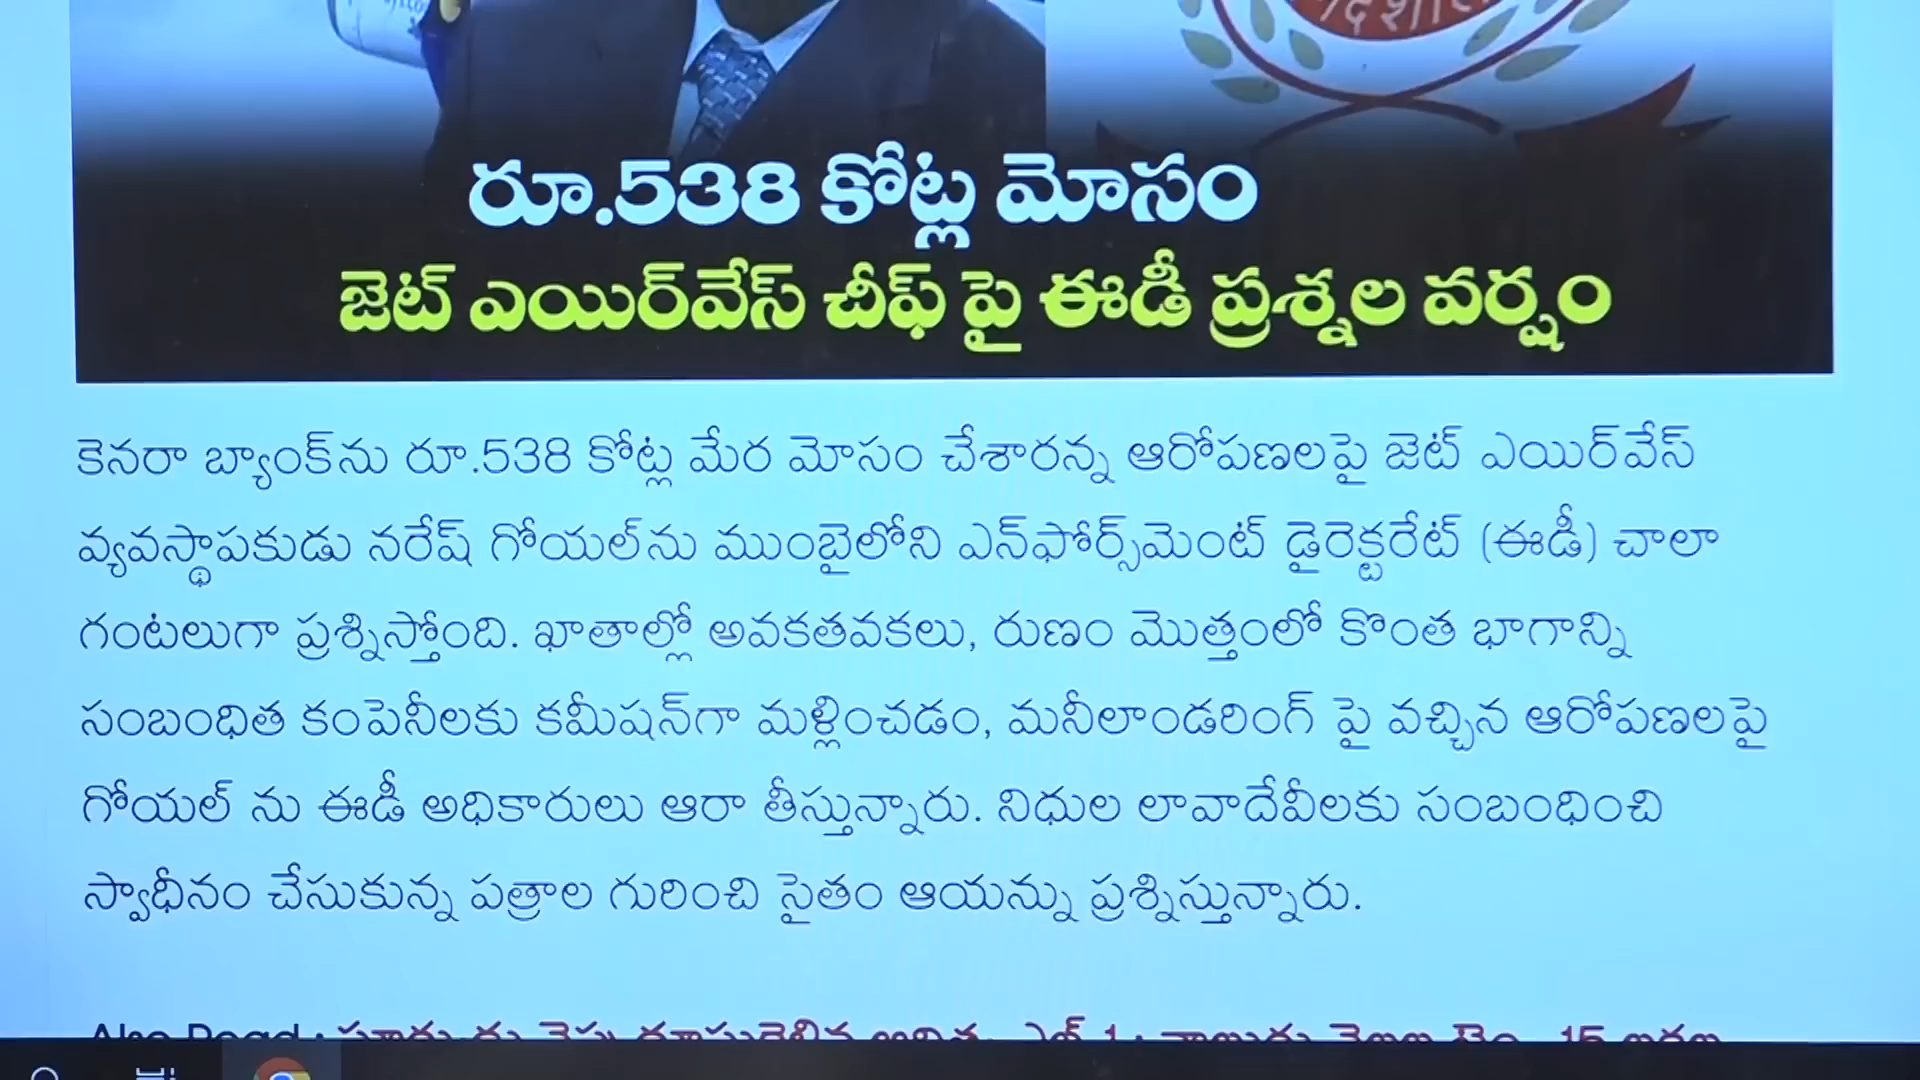 రూ.538 కోట్ల మోసం
జెట్ ఎయిర్‌వేస్ చీఫ్ పై ఈడీ ప్రశ్నల వర్షం
కెనరా బ్యాంక్‌ను రూ.538 కోట్ల మేర మోసం చేశారన్న ఆరోపణలపై జెట్ ఎయిర్‌వేస్
వ్యవస్థాపకుడు నరేష్ గోయల్‌ను ముంబైలోని ఎన్‌ఫోర్స్‌మెంట్ డైరెక్టరేట్ (ఈడీ) చాలా
గంటలుగా ప్రశ్నిస్తోంది. ఖాతాల్లో అవకతవకలు, రుణం మొత్తంలో కొంత భాగాన్ని
సంబంధిత కంపెనీలకు కమీషన్‌గా మళ్లించడం, మనీలాండరింగ్ పై వచ్చిన ఆరోపణలపై
గోయల్ ను ఈడీ అధికారులు ఆరా తీస్తున్నారు. నిధుల లావాదేవీలకు సంబంధించి
స్వాధీనం చేసుకున్న పత్రాల గురించి సైతం ఆయన్ను ప్రశ్నిస్తున్నారు.
Also Read :